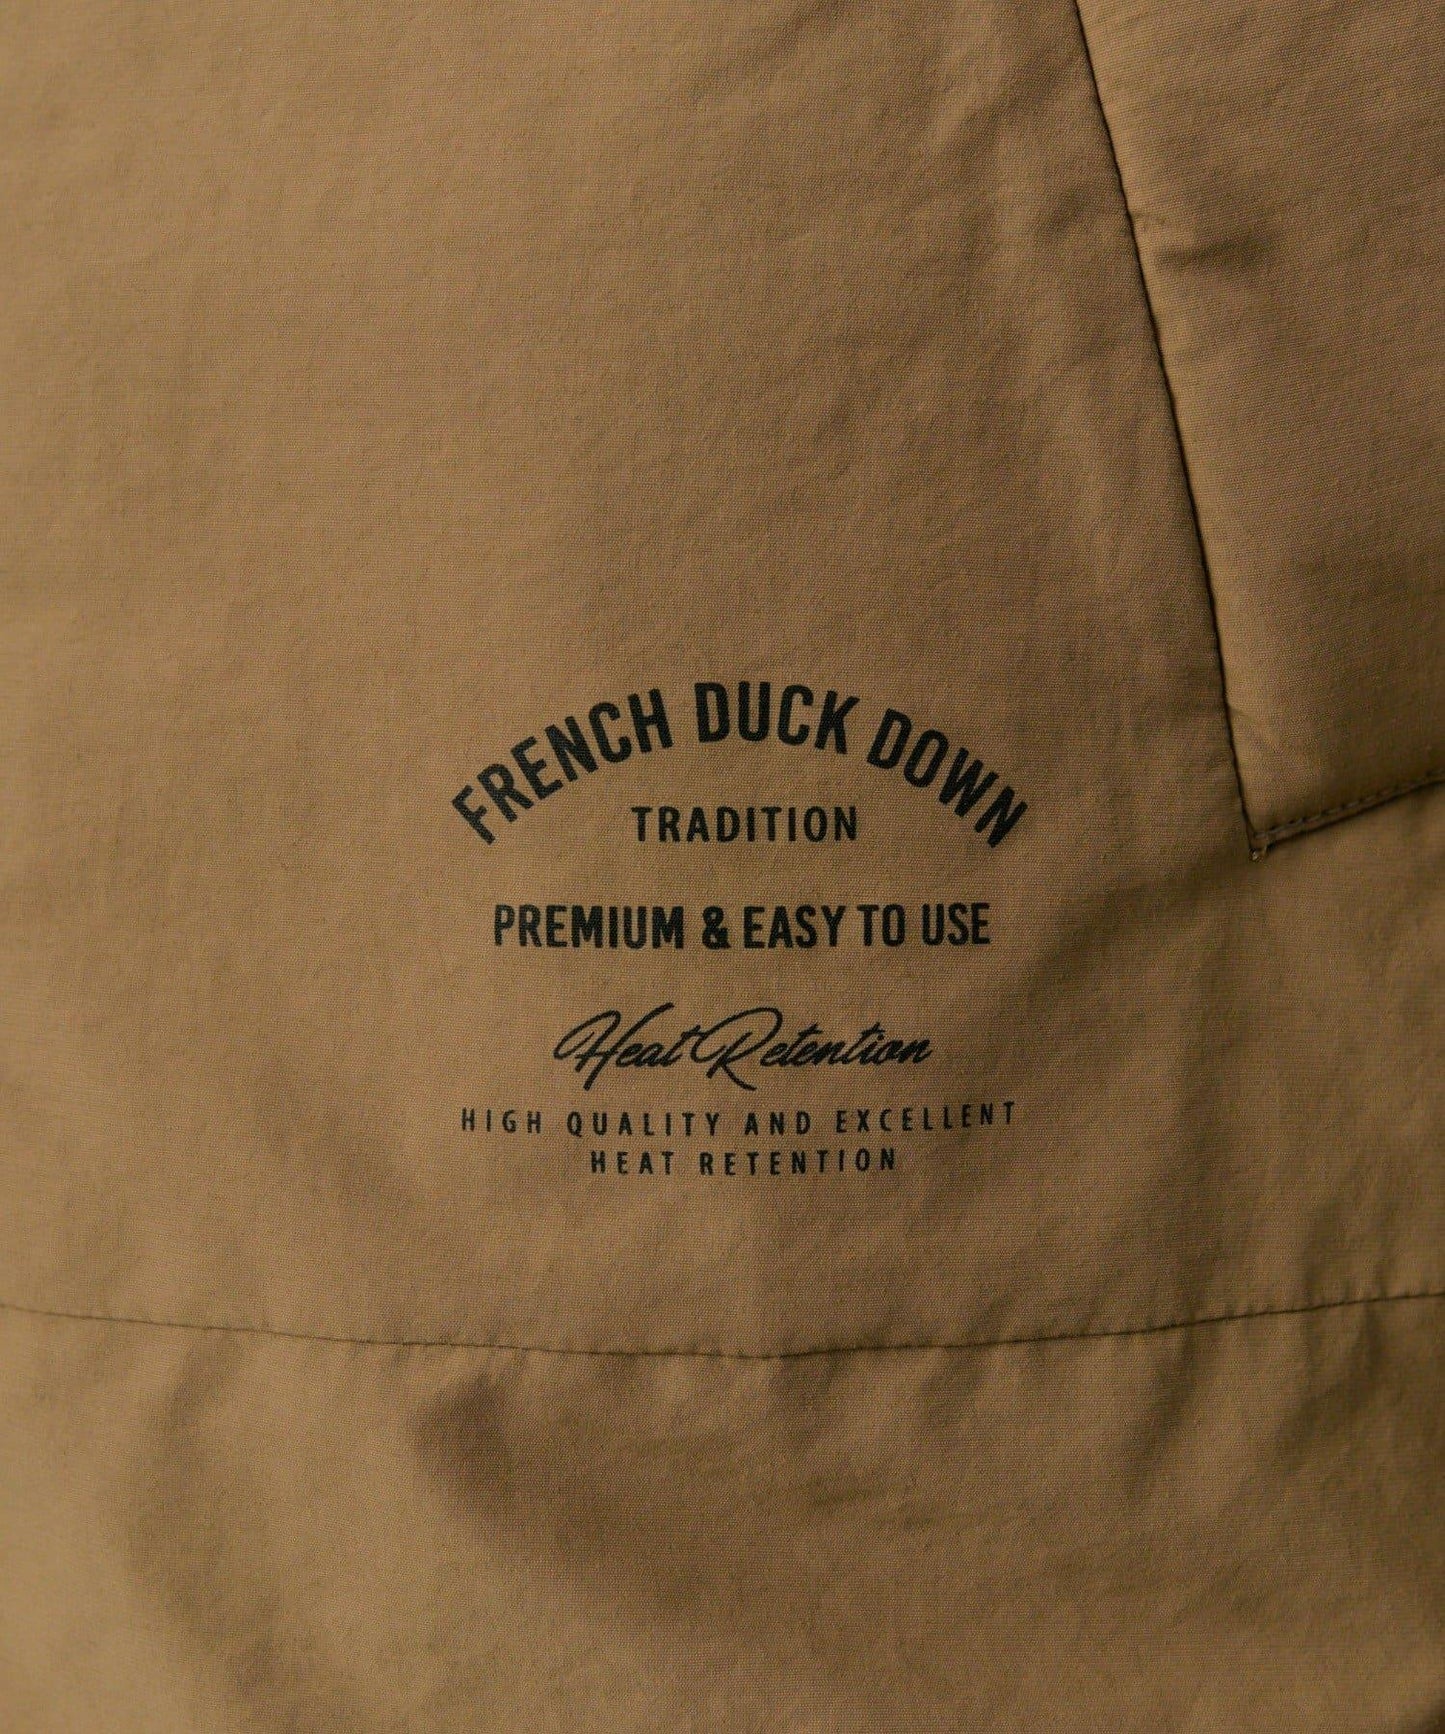 FRENCH DUCK DOWN
TRADITION
PREMIUM & EASY TO USE
Heat Retention
HIGH QUALITY AND EXCELLENT
HEAT RETENTION